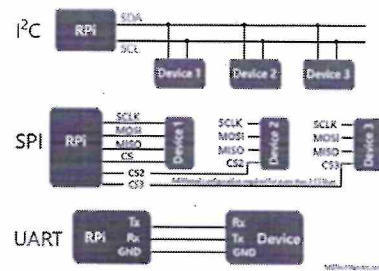 I²C
RPi
SDA
SCL
Device 1
Device 2
Device 3
SPI
RPi
SCLK
MOSI
MISO
CS
CS2
CS3
Device 1
SCLK
MOSI
MISO
CS2
Device 2
SCLK
MOSI
MISO
CS3
Device 3
UART
RPi
Tx
Rx
GND
Rx
Tx
GND
Device